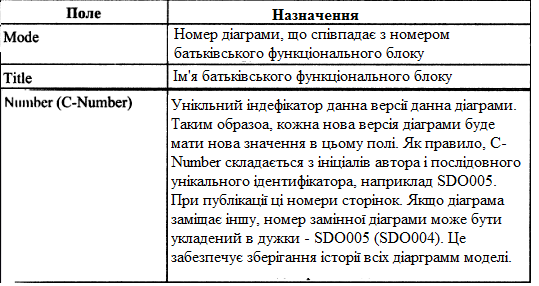 Поле
Назначення
Mode
Номер діаграми, що співпадає з номером
батьківського функціонального блоку
Title
Ім'я батьківського функціонального блоку
Number (C-Number)
Унікльний індефікатор данна версії данна діаграми.
Таким образоа, кожна нова версія діаграми буде
мати нова значення в цьому полі. Як правило, C-
Number складається з ініціалів автора і послідовного
унікального ідентифікатора, наприклад SDO005.
При публікації ці номери сторінок. Якщо діаграма
заміщає іншу, номер замінної діаграми може бути
укладений в дужки - SDO005 (SDO004). Це
забезпечує зберігання історії всіх діарграмм моделі.